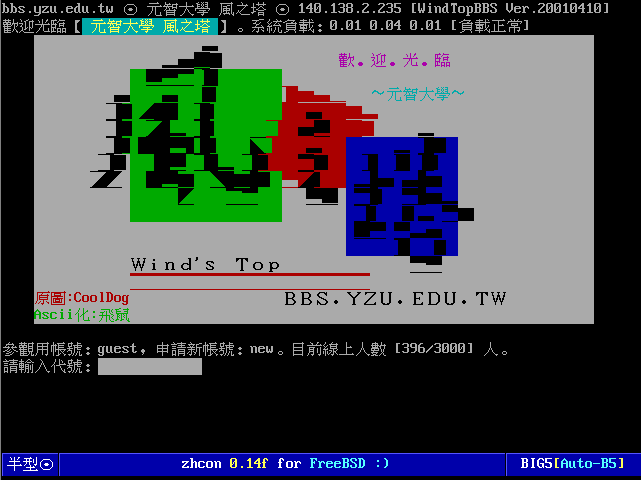 bbs.yzu.edu.tw ⊙ 元智大學 風之塔 ⊙ 140.138.2.235 [WindTopBBS Ver.20010410]
歡迎光臨【 元智大學 風之塔 】。系統負載:0.01 0.04 0.01 [負載正常]
歡.迎.光.臨
～元智大學～
風之塔
Wind's Top
原圖:CoolDog
BBS.YZU.EDU.TW
Ascii化:飛鼠
參觀用帳號:guest, 申請新帳號:new。目前線上人數 [396/3000] 人。
請輸入代號:
半型⊙ zhcon 0.14f for FreeBSD :) BIG5[Auto-B5]